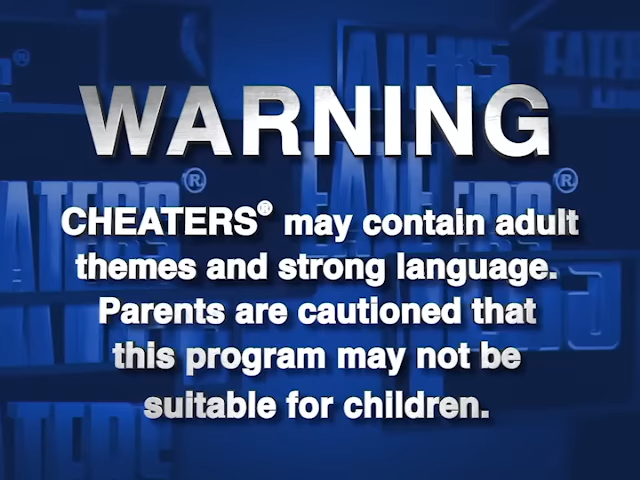 WARNING
CHEATERS® may contain adult
themes and strong language.
Parents are cautioned that
this program may not be
suitable for children.